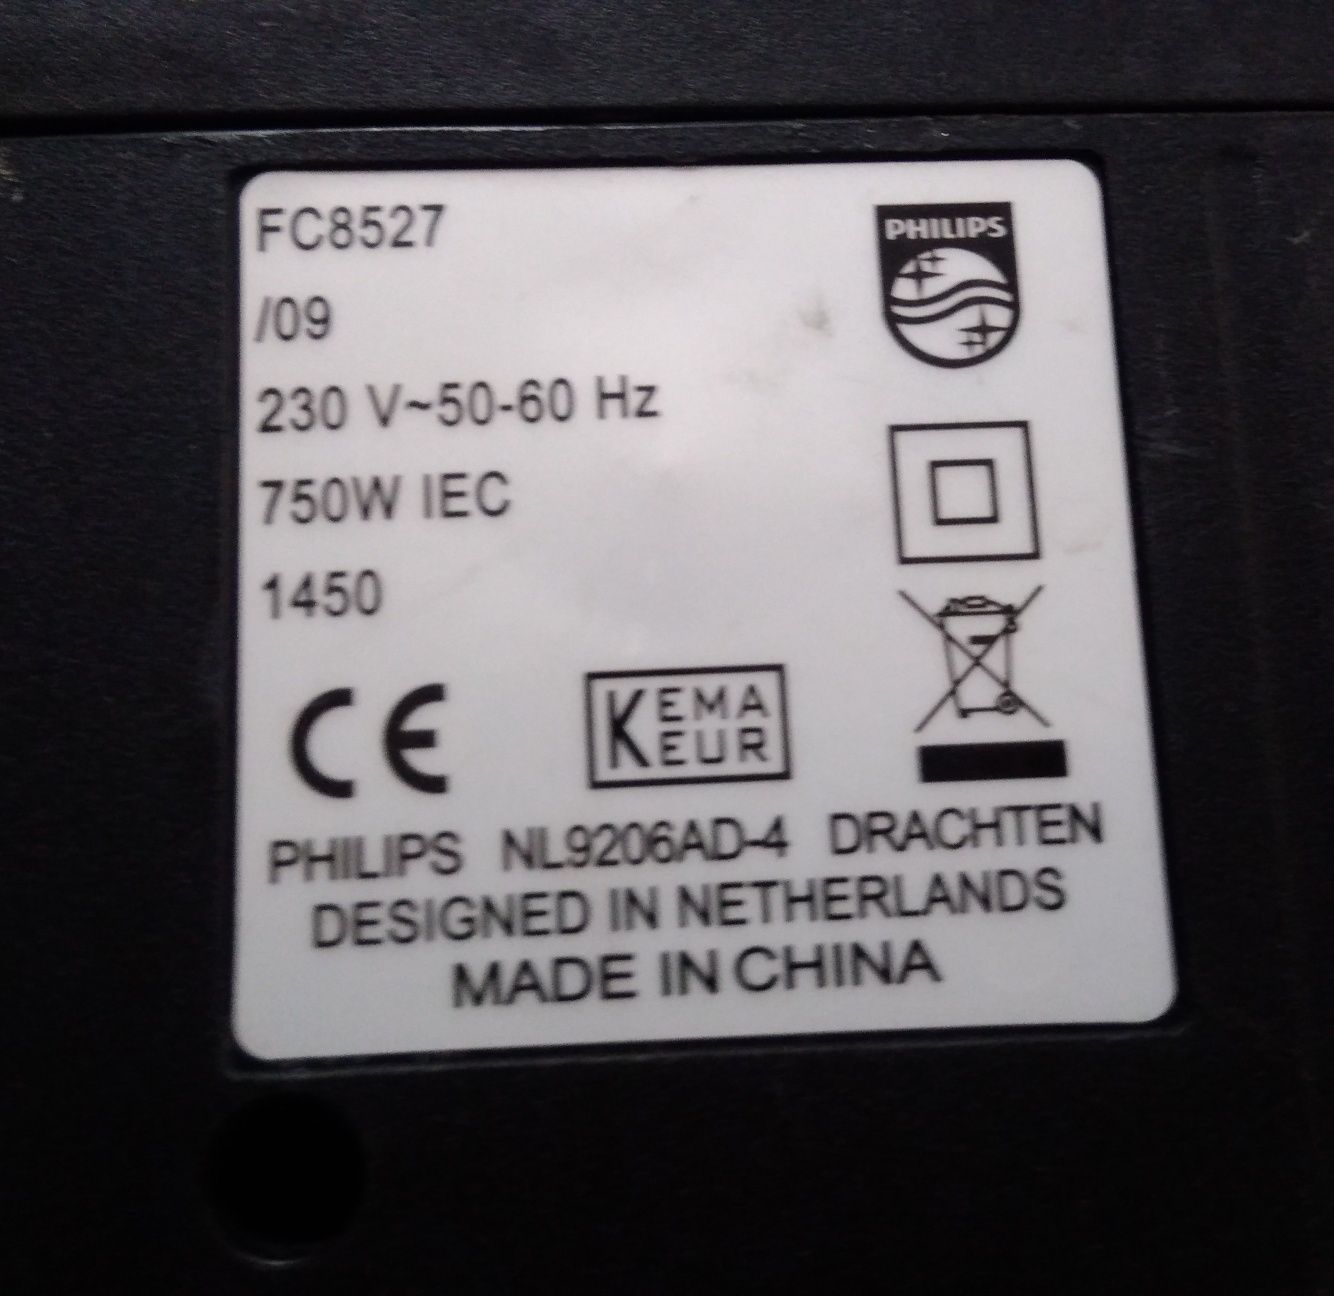 FC8527
PHILIPS
/09
230 V~50-60 Hz
750W IEC
1450
CE
KEMA
KEUR
PHILIPS NL9206AD-4 DRACHTEN
DESIGNED IN NETHERLANDS
MADE IN CHINA